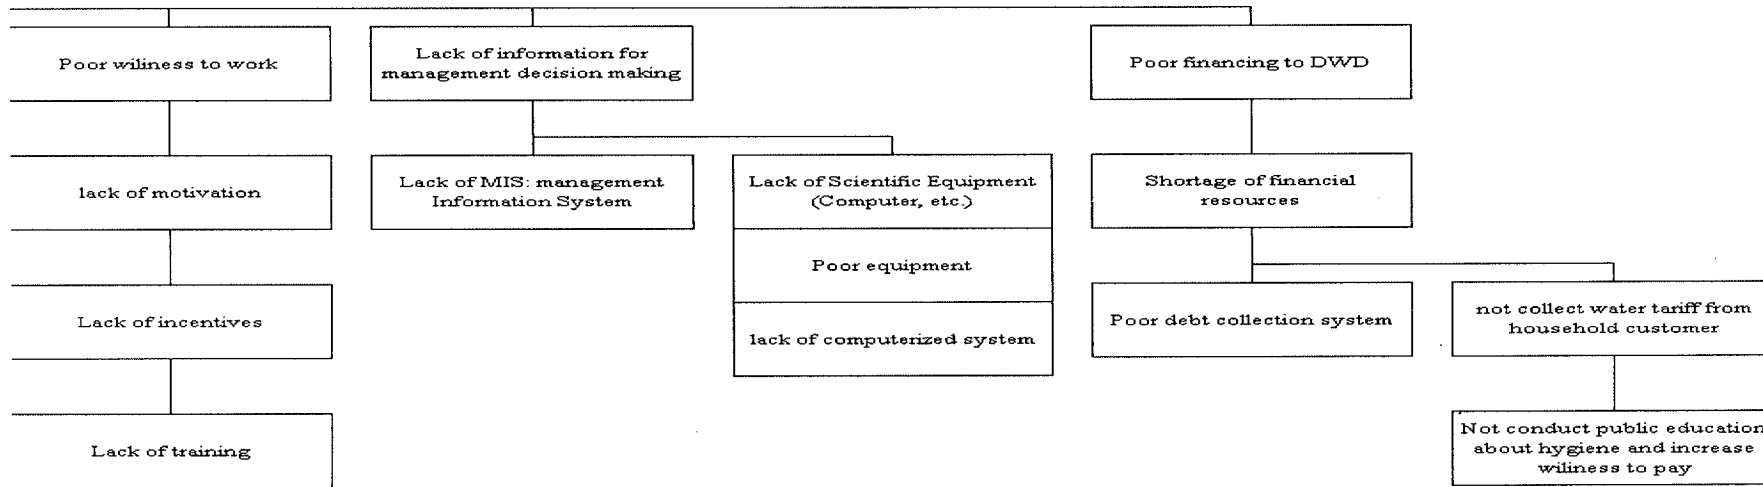 Poor wiliness to work
Lack of information for
management decision making
Poor financing to DWD
lack of motivation
Lack of MIS: management
Information System
Lack of Scientific Equipment
(Computer, etc.)
Shortage of financial
resources
Poor equipment
Lack of incentives
lack of computerized system
Poor debt collection system
not collect water tariff from
household customer
Lack of training
Not conduct public education
about hygiene and increase
wiliness to pay